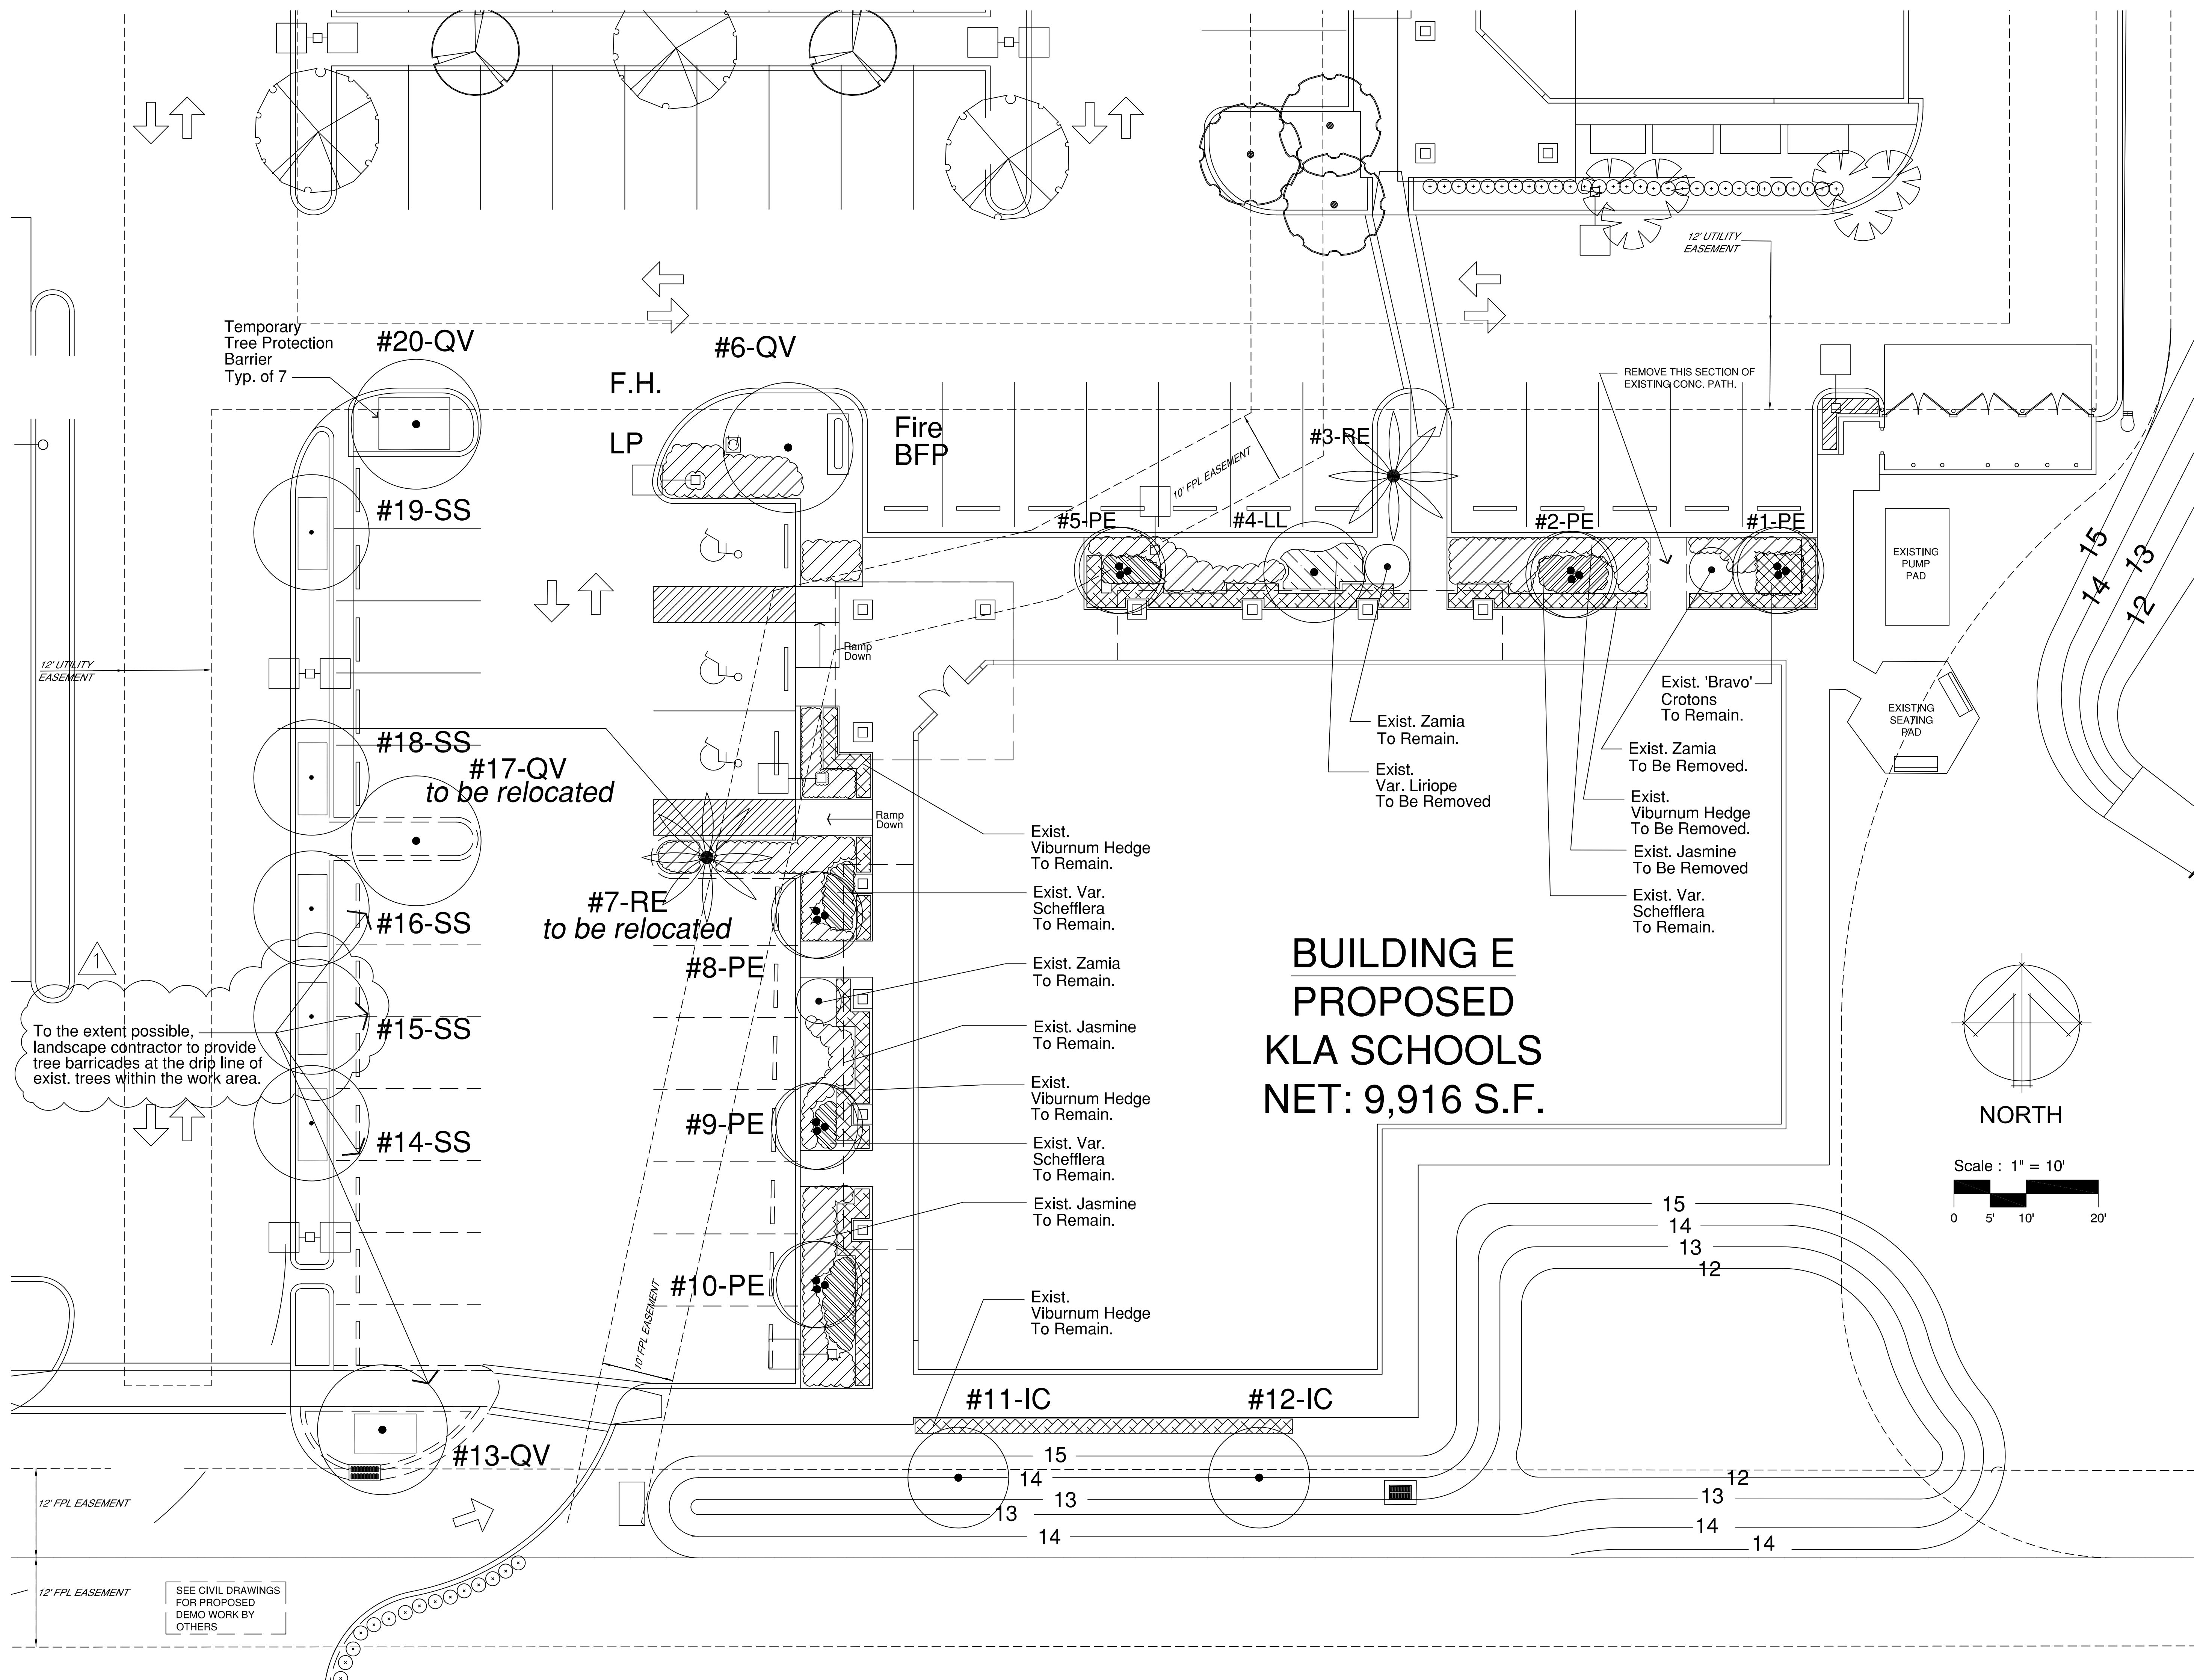 12' UTILITY
EASEMENT
Temporary
Tree Protection
Barrier
Typ. of 7
#20-QV
#6-QV
F.H.
LP
Fire
BFP
#3-RE
10' FPL EASEMENT
REMOVE THIS SECTION OF
EXISTING CONC. PATH.
#19-SS
#5-PE
#4-LL
#2-PE
#1-PE
EXISTING
PUMP
PAD
15
14
13
12
Ramp
Down
12' UTILITY
EASEMENT
Exist. 'Bravo'
Crotons
To Remain.
EXISTING
SEATING
PAD
Exist. Zamia
To Remain.
Exist. Zamia
To Be Removed.
#18-SS
#17-QV
to be relocated
Exist.
Var. Liriope
To Be Removed
Exist.
Viburnum Hedge
To Be Removed.
Ramp
Down
Exist.
Viburnum Hedge
To Remain.
Exist. Jasmine
To Be Removed
Exist. Var.
Schefflera
To Remain.
Exist. Var.
Schefflera
To Remain.
#7-RE
to be relocated
#16-SS
#8-PE
1
Exist. Zamia
To Remain.
BUILDING E
PROPOSED
KLA SCHOOLS
NET: 9,916 S.F.
To the extent possible,
landscape contractor to provide
tree barricades at the drip line of
exist. trees within the work area.
#15-SS
Exist. Jasmine
To Remain.
Exist.
Viburnum Hedge
To Remain.
#9-PE
#14-SS
Exist. Var.
Schefflera
To Remain.
NORTH
Scale : 1" = 10'
0 5' 10' 20'
Exist. Jasmine
To Remain.
15
14
13
12
#10-PE
10' FPL EASEMENT
Exist.
Viburnum Hedge
To Remain.
#11-IC
#12-IC
#13-QV
15
14
13
13
14
12
13
14
14
12' FPL EASEMENT
12' FPL EASEMENT
SEE CIVIL DRAWINGS
FOR PROPOSED
DEMO WORK BY
OTHERS